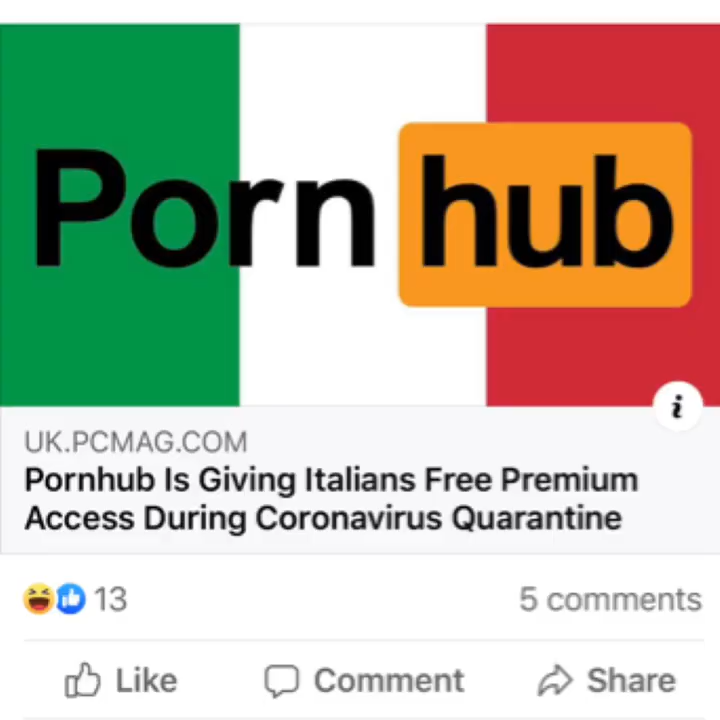 Porn hub
UK.PCMAG.COM
Pornhub Is Giving Italians Free Premium
Access During Coronavirus Quarantine
13
5 comments
Like
Comment
Share